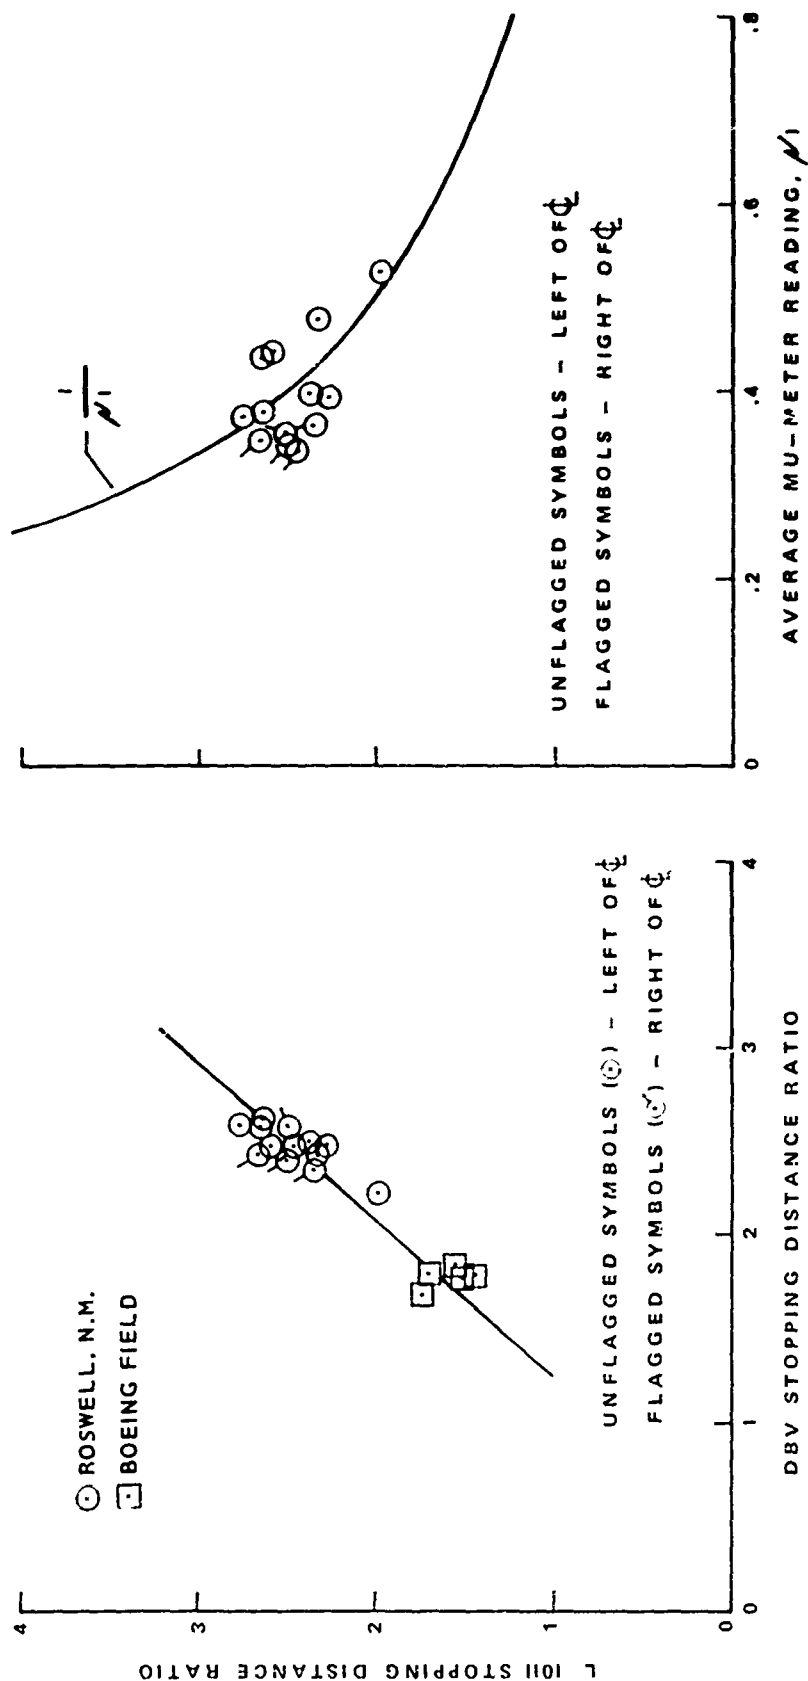 L 1011 STOPPING DISTANCE RATIO
4
3
2
1
0
⊙ ROSWELL, N.M.
⊡ BOEING FIELD
UNFLAGGED SYMBOLS (⊙) – LEFT OF ℄
FLAGGED SYMBOLS (⊙) – RIGHT OF ℄
0 1 2 3 4
DBV STOPPING DISTANCE RATIO
1
μ1
UNFLAGGED SYMBOLS – LEFT OF ℄
FLAGGED SYMBOLS – RIGHT OF ℄
0 .2 .4 .6 .8
AVERAGE MU-METER READING, μ1